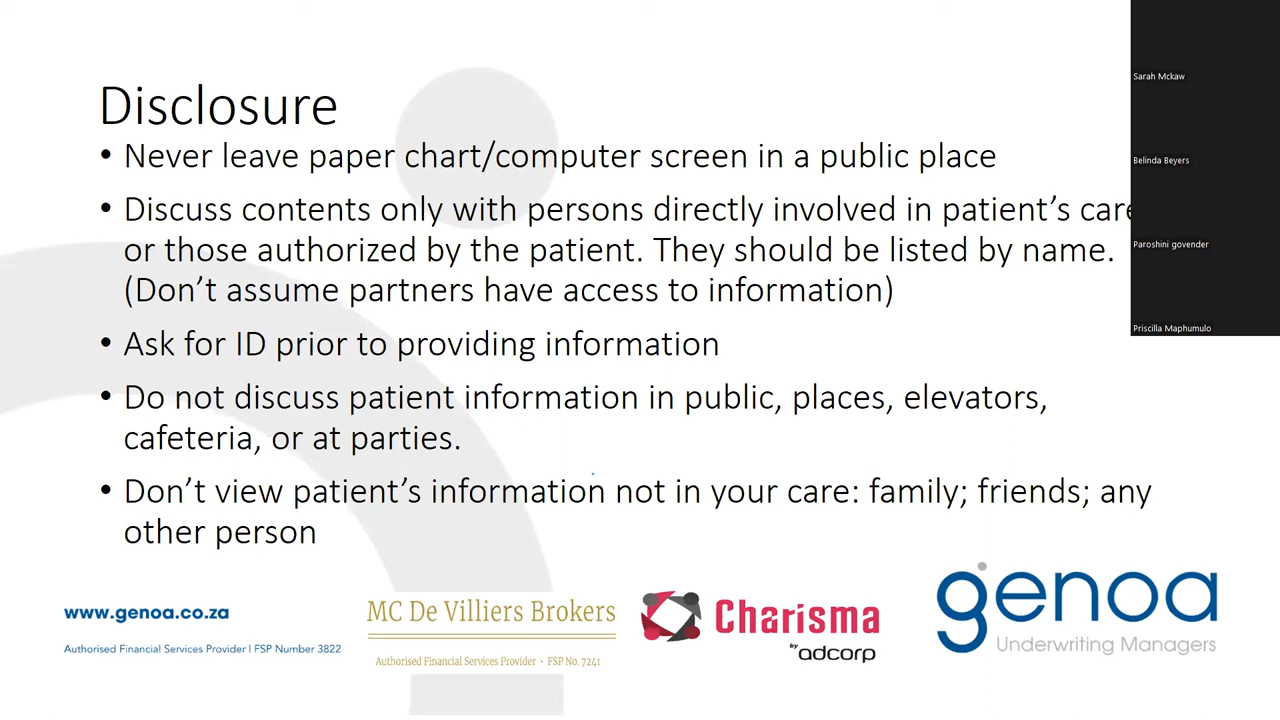 Disclosure
• Never leave paper chart/computer screen in a public place
• Discuss contents only with persons directly involved in patient's care
or those authorized by the patient. They should be listed by name.
(Don't assume partners have access to information)
• Ask for ID prior to providing information
• Do not discuss patient information in public, places, elevators,
cafeteria, or at parties.
• Don't view patient's information not in your care: family; friends; any
other person
Sarah Mckaw
Belinda Beyers
Paroshini govender
Priscilla Maphumulo
www.genoa.co.za
Authorised Financial Services Provider | FSP Number 3822
MC De Villiers Brokers
Authorised Financial Services Provider • FSP No. 7241
Charisma
by adcorp
genoa
Underwriting Managers